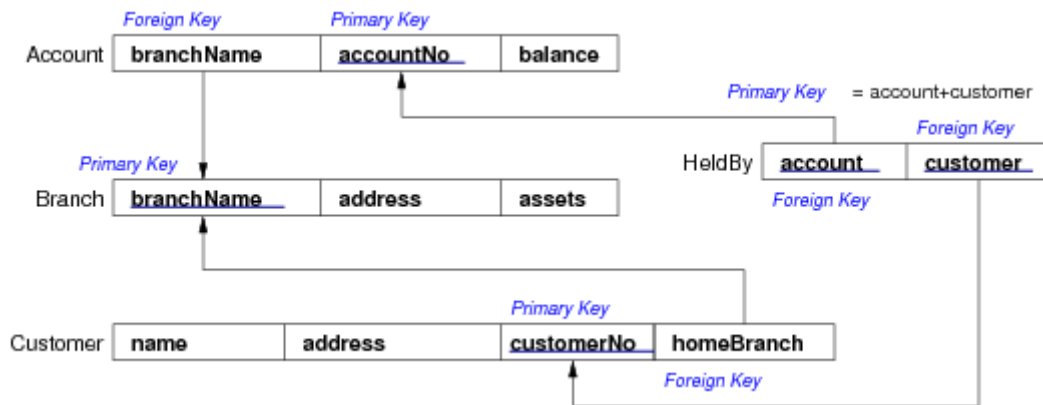 Foreign Key Primary Key
Account branchName accountNo balance
Primary Key = account+customer
Foreign Key
Primary Key
HeldBy account customer
Branch branchName address assets
Foreign Key
Primary Key
Customer name address customerNo homeBranch
Foreign Key